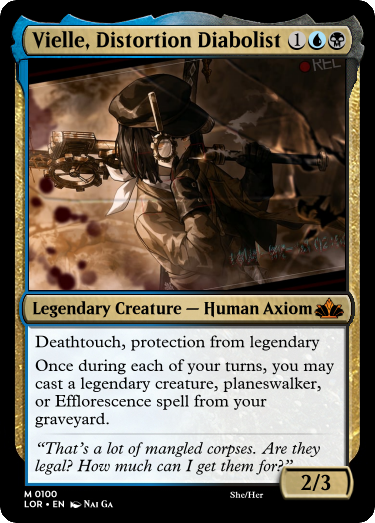 Vielle, Distortion Diabolist 1
REC
Legendary Creature — Human Axiom
Deathtouch, protection from legendary
Once during each of your turns, you may
cast a legendary creature, planeswalker,
or Efflorescence spell from your
graveyard.
“That’s a lot of mangled corpses. Are they
legal? How much can I get them for?”
2/3
M 0100
LOR • EN Nai Ga
She/Her